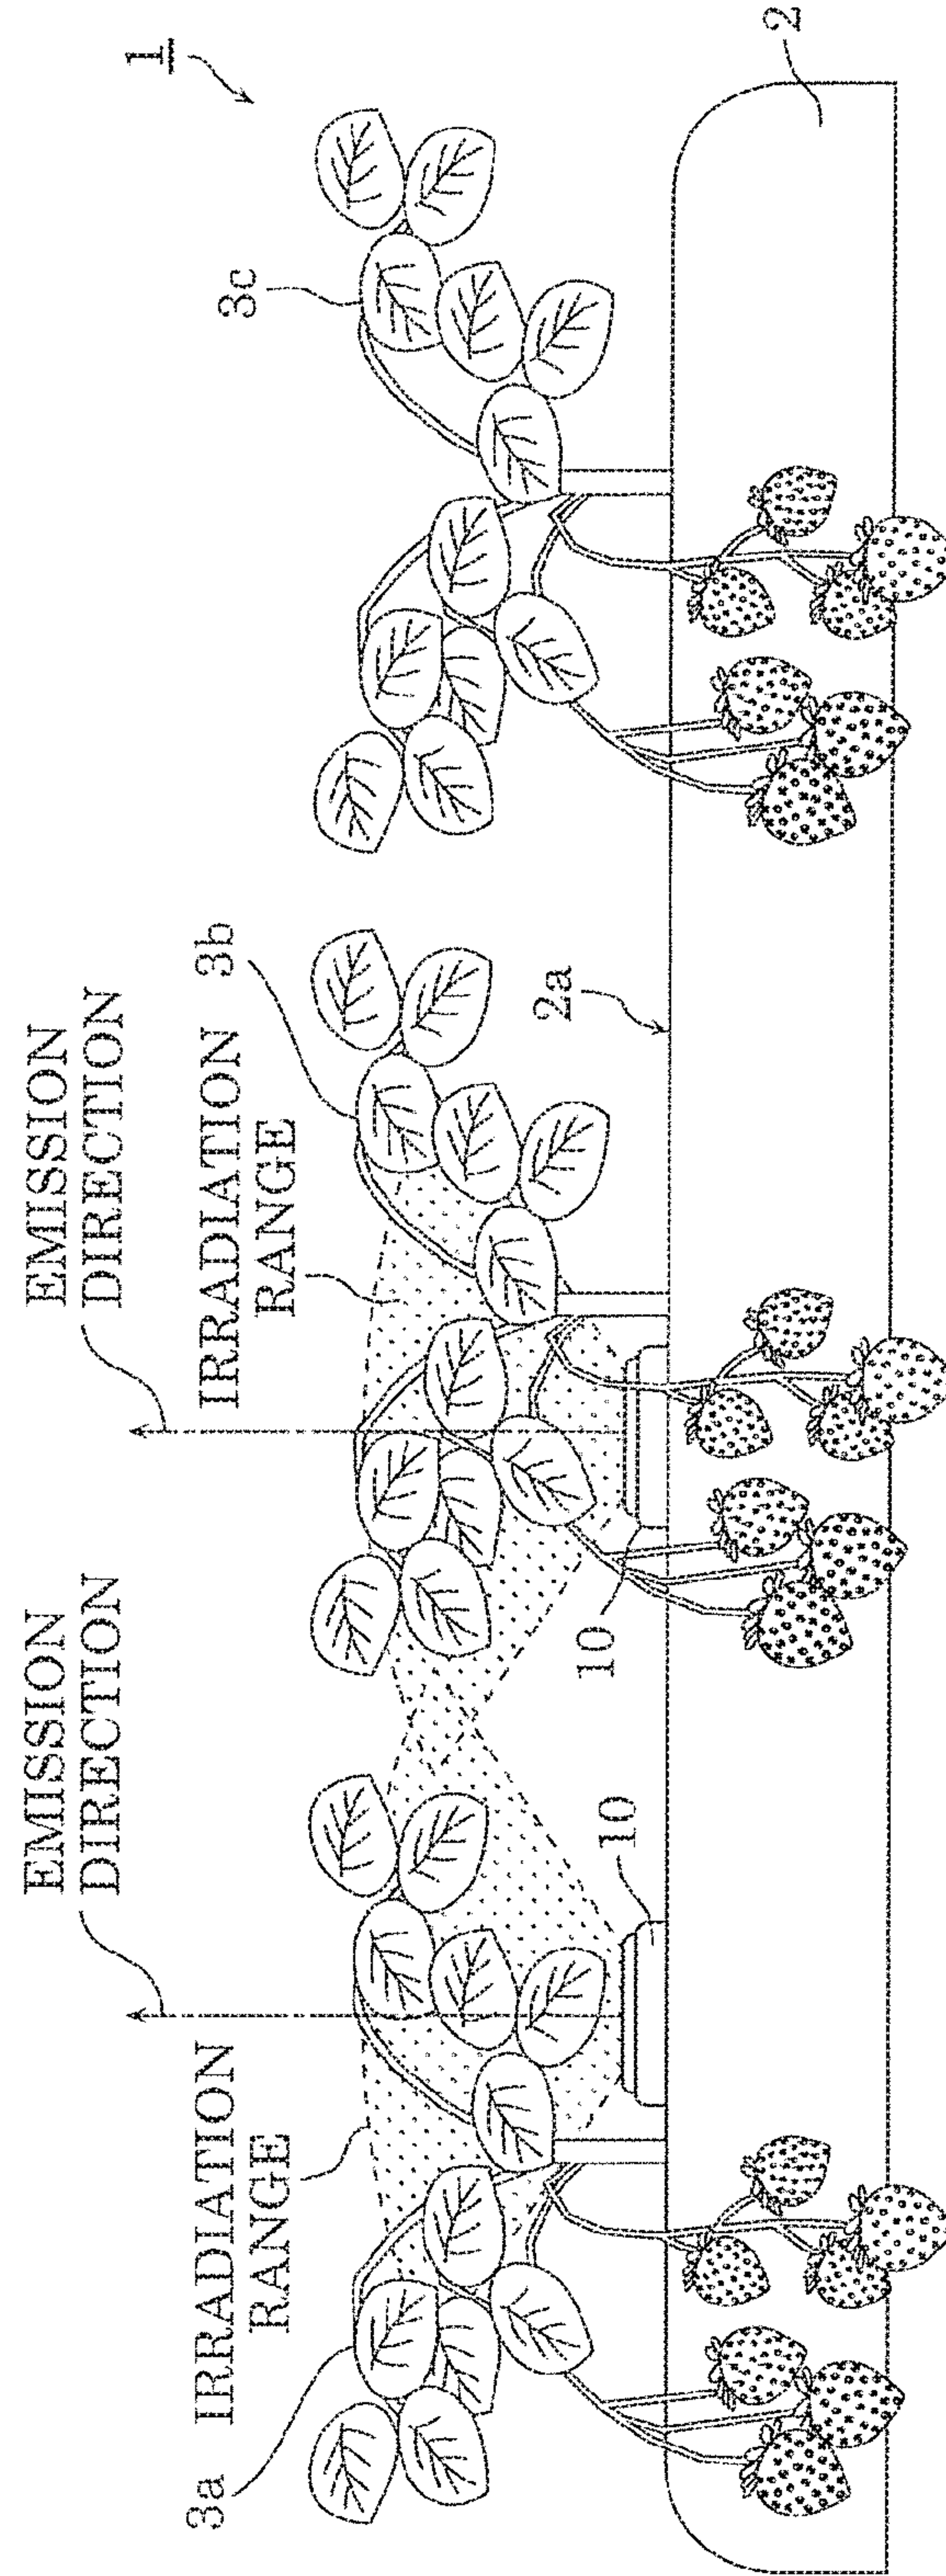 1
EMISSION
DIRECTION
EMISSION
DIRECTION
3a
IRRADIATION
RANGE
IRRADIATION
RANGE
3b
3c
10
10
2a
2